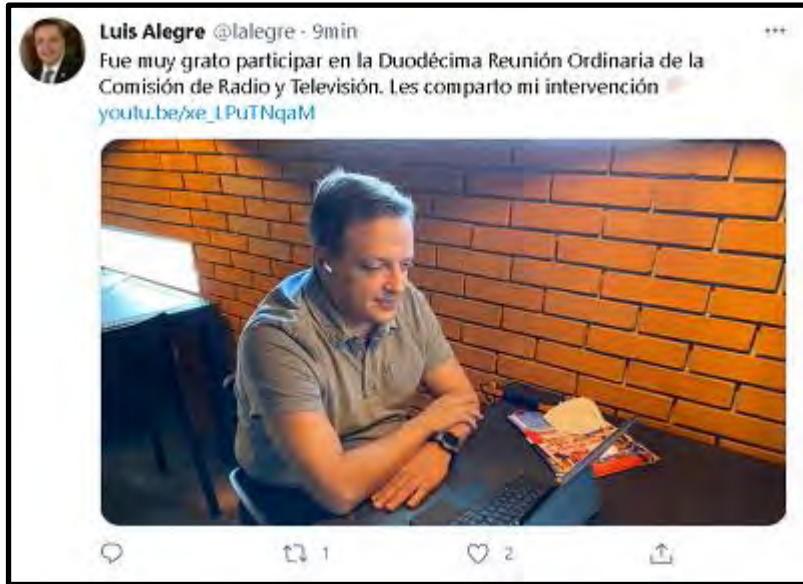 Luis Alegre @lalegre · 9min
Fue muy grato participar en la Duodécima Reunión Ordinaria de la
Comisión de Radio y Televisión. Les comparto mi intervención
youtu.be/xe_LPuTNqaM
1
2